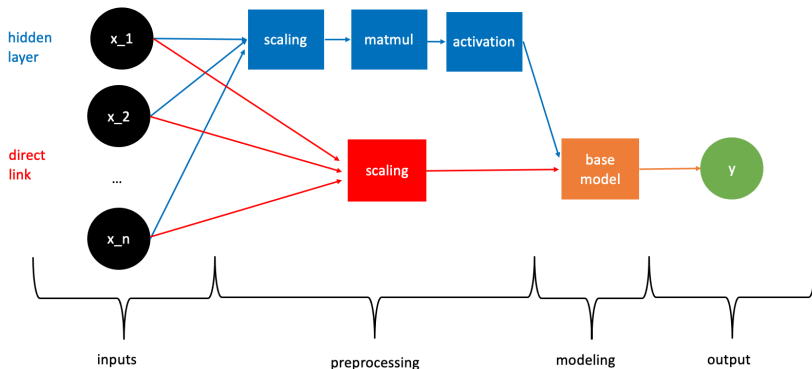 hidden
layer
x_1
scaling
matmul
activation
x_2
direct
link
scaling
base
model
y
...
x_n
inputs
preprocessing
modeling
output